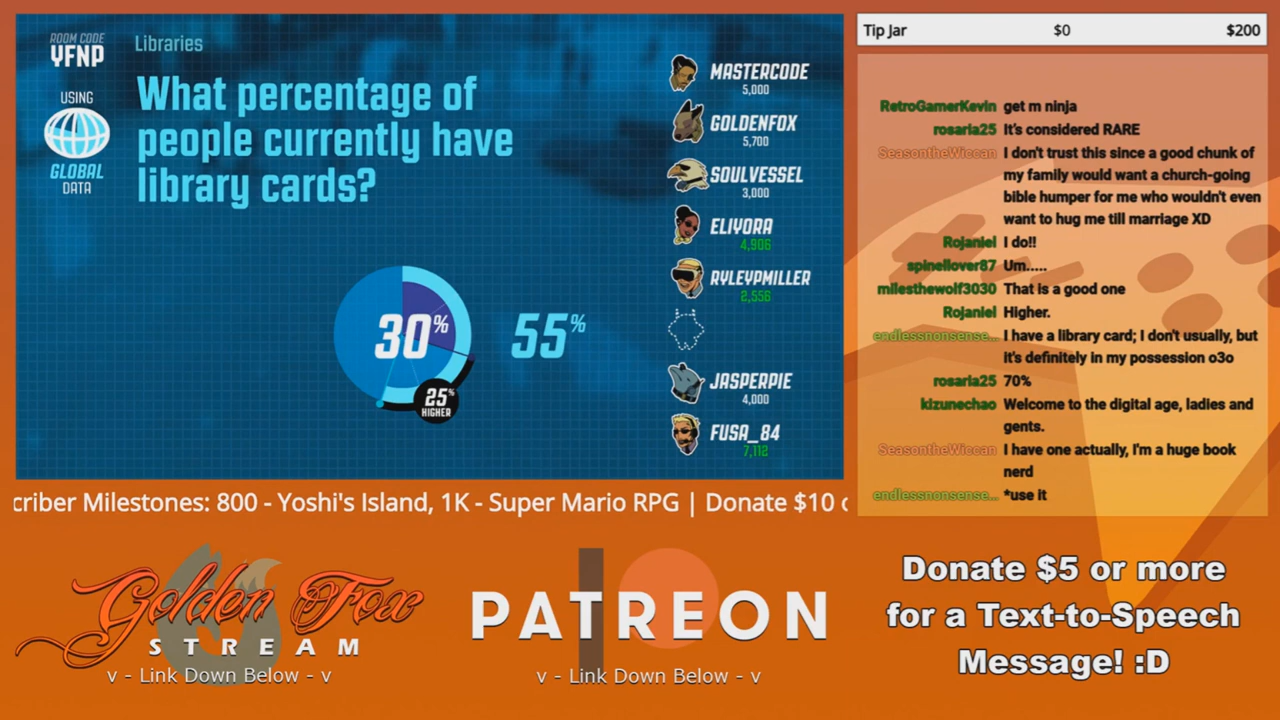 ROOM CODE
YFNP
USING
GLOBAL
DATA
Libraries
What percentage of
people currently have
library cards?
30%
25%
HIGHER
55%
MASTERCODE
5,000
GOLDENFOX
5,700
SOULVESSEL
3,000
ELIYORA
4,906
RYLEYPMILLER
2,556
JASPERPIE
4,000
FUSA_84
7,112
Tip Jar $0 $200
RetroGamerKevin get m ninja
rosaria25 It's considered RARE
SeasontheWiccan I don't trust this since a good chunk of
my family would want a church-going
bible humper for me who wouldn't even
want to hug me till marriage XD
Rojaniel I do!!
spinellover87 Um.....
milesthewolf3030 That is a good one
Rojaniel Higher.
endlessnonsense... I have a library card; I don't usually, but
it's definitely in my possession o3o
rosaria25 70%
kizunechao Welcome to the digital age, ladies and
gents.
SeasontheWiccan I have one actually, I'm a huge book
nerd
endlessnonsense... *use it
criber Milestones: 800 - Yoshi's Island, 1K - Super Mario RPG | Donate $10 o
Golden Fox
STREAM
v - Link Down Below - v
PATREON
v - Link Down Below - v
Donate $5 or more
for a Text-to-Speech
Message! :D